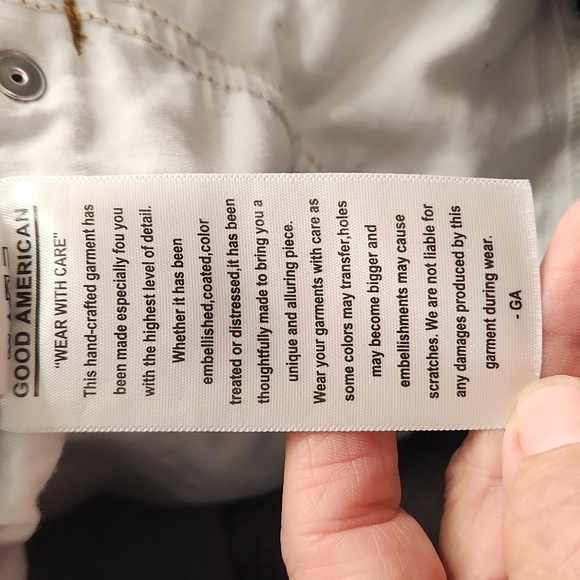 GOOD AMERICAN
"WEAR WITH CARE"
This hand-crafted garment has
been made especially fou you
with the highest level of detail.
Whether it has been
embellished,coated,color
treated or distressed,it has been
thoughtfully made to bring you a
unique and alluring piece.
Wear your garments with care as
some colors may transfer,holes
may become bigger and
embellishments may cause
scratches. We are not liable for
any damages produced by this
garment during wear.
- GA